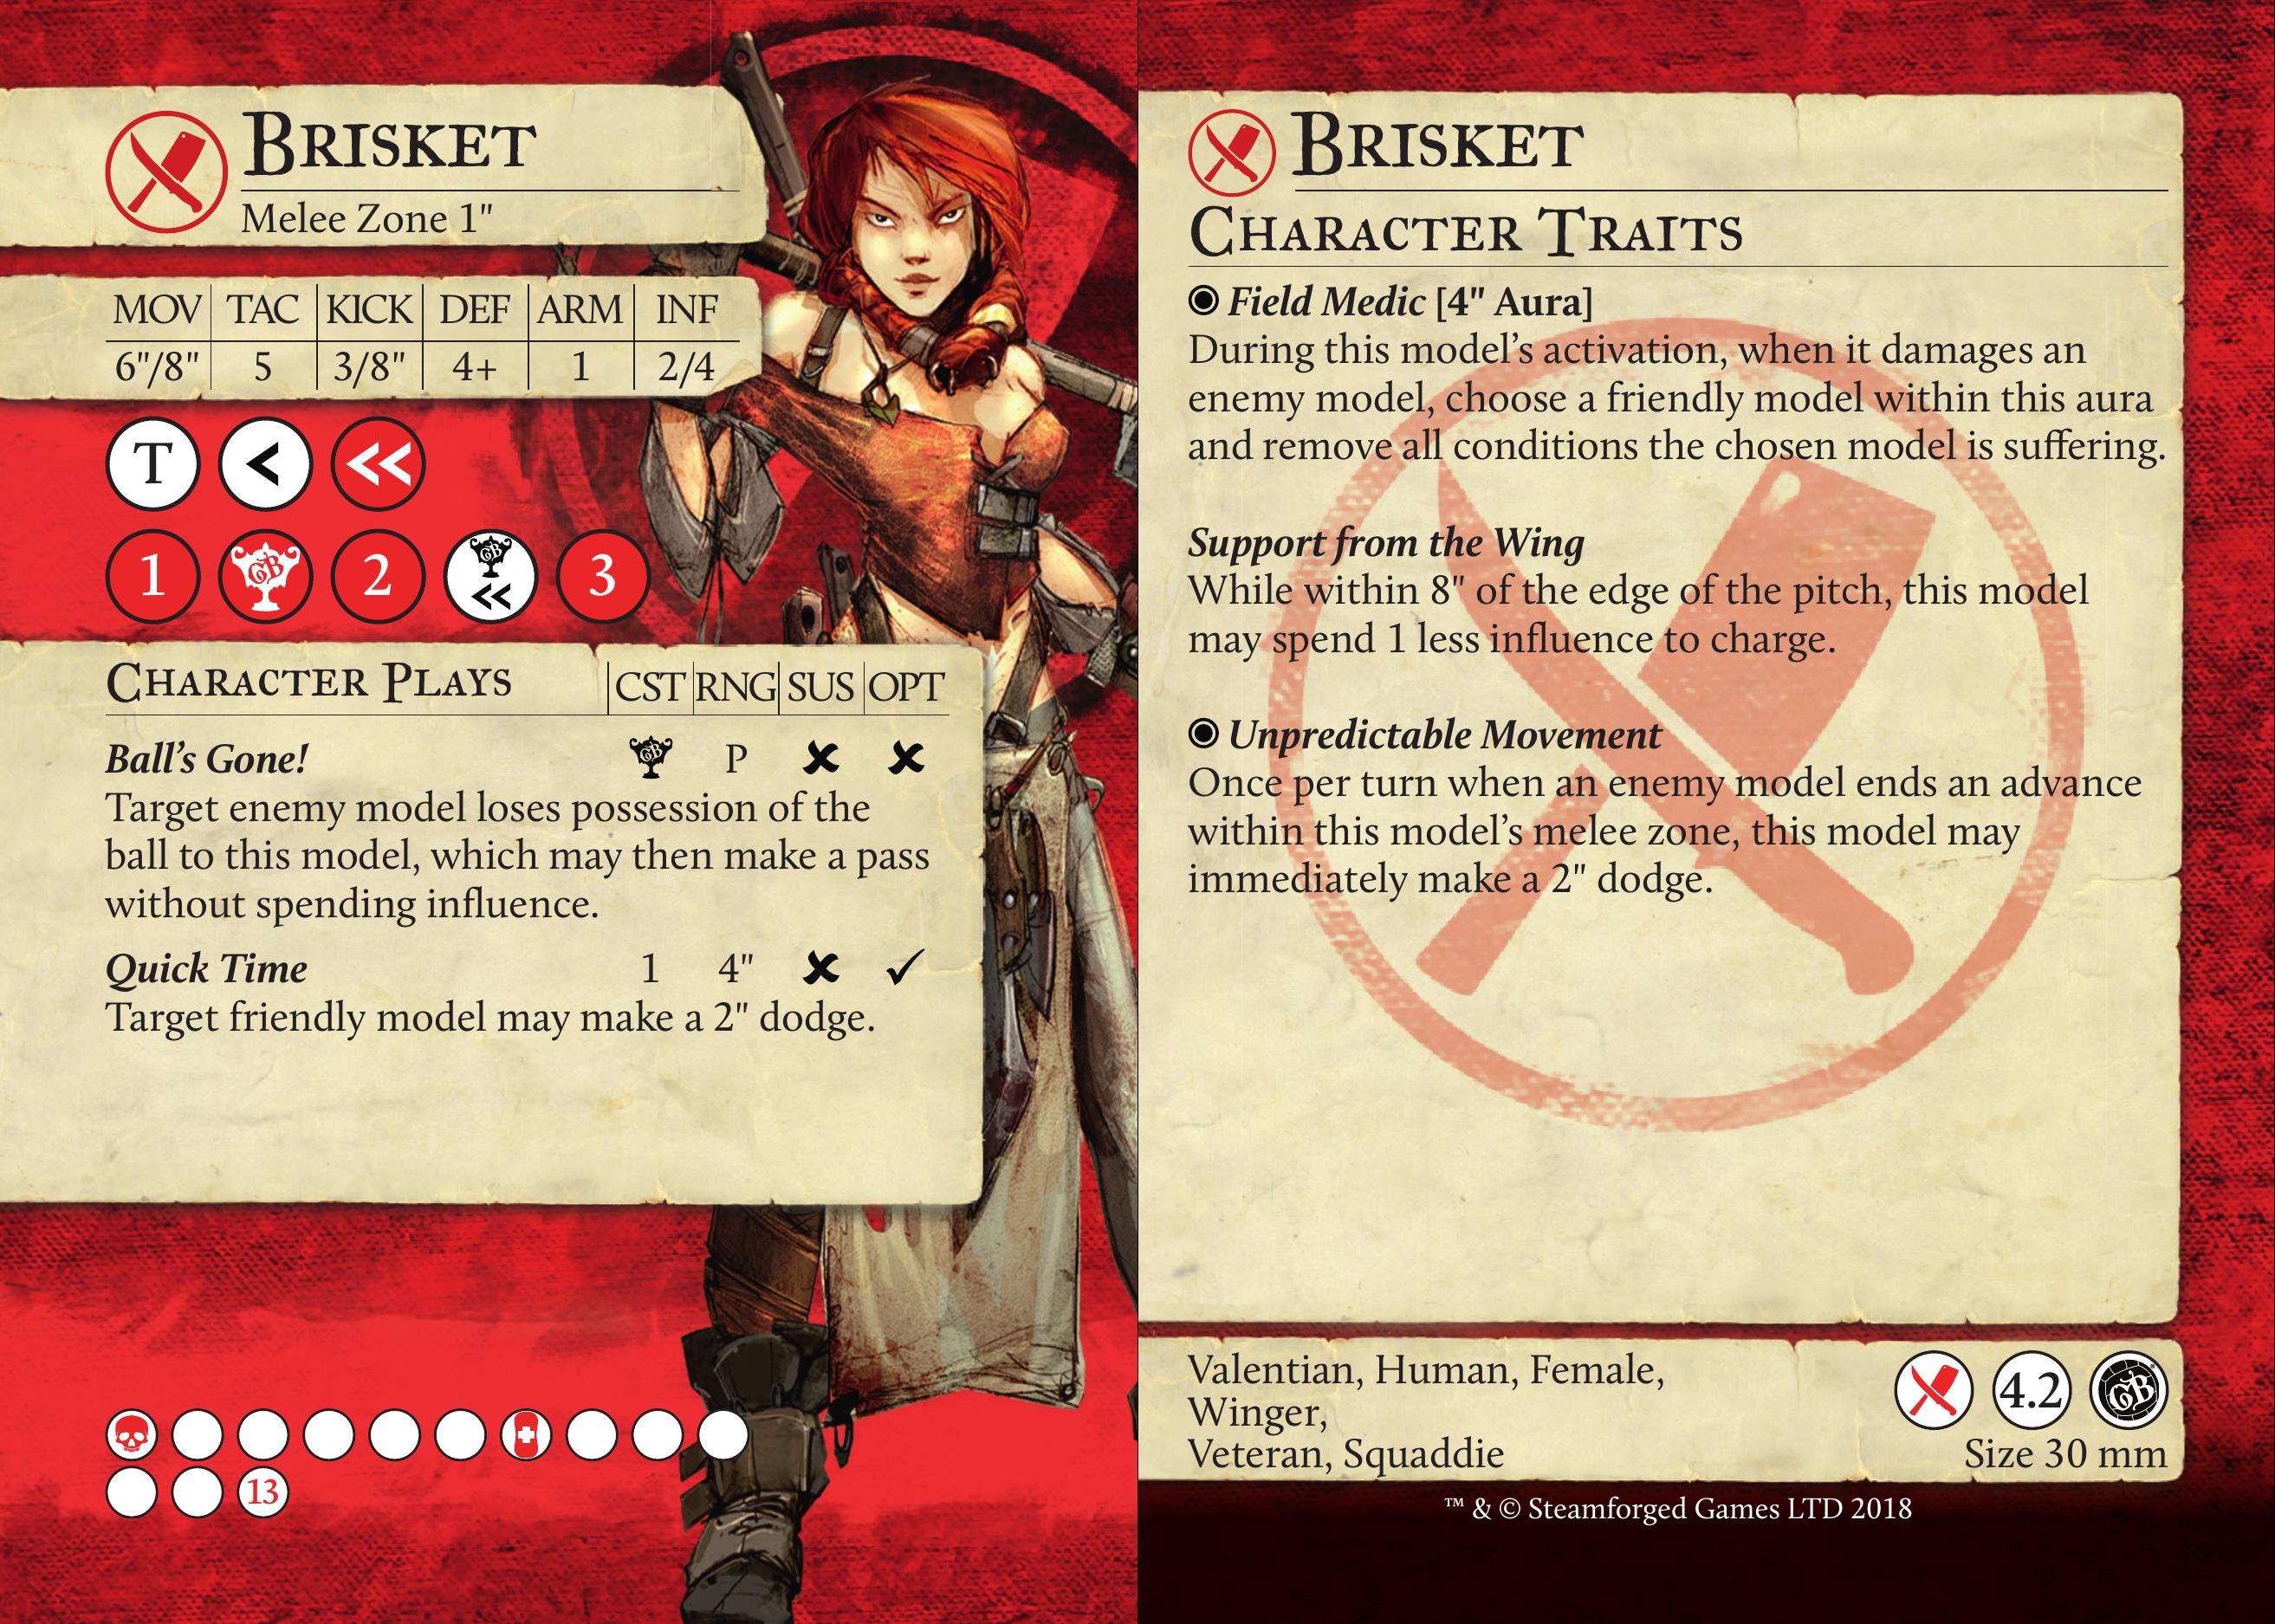 BRISKET
Melee Zone 1"
MOV TAC KICK DEF ARM INF
6"/8" 5 3/8" 4+ 1 2/4
T < <<
1 GB 2 GB << 3
CHARACTER PLAYS CST RNG SUS OPT
Ball's Gone! GB P ✘ ✘
Target enemy model loses possession of the
ball to this model, which may then make a pass
without spending influence.
Quick Time 1 4" ✘ ✓
Target friendly model may make a 2" dodge.
13
BRISKET
CHARACTER TRAITS
Field Medic [4" Aura]
During this model's activation, when it damages an
enemy model, choose a friendly model within this aura
and remove all conditions the chosen model is suffering.
Support from the Wing
While within 8" of the edge of the pitch, this model
may spend 1 less influence to charge.
Unpredictable Movement
Once per turn when an enemy model ends an advance
within this model's melee zone, this model may
immediately make a 2" dodge.
Valentian, Human, Female,
Winger,
Veteran, Squaddie
4.2 GB
Size 30 mm
™ & © Steamforged Games LTD 2018